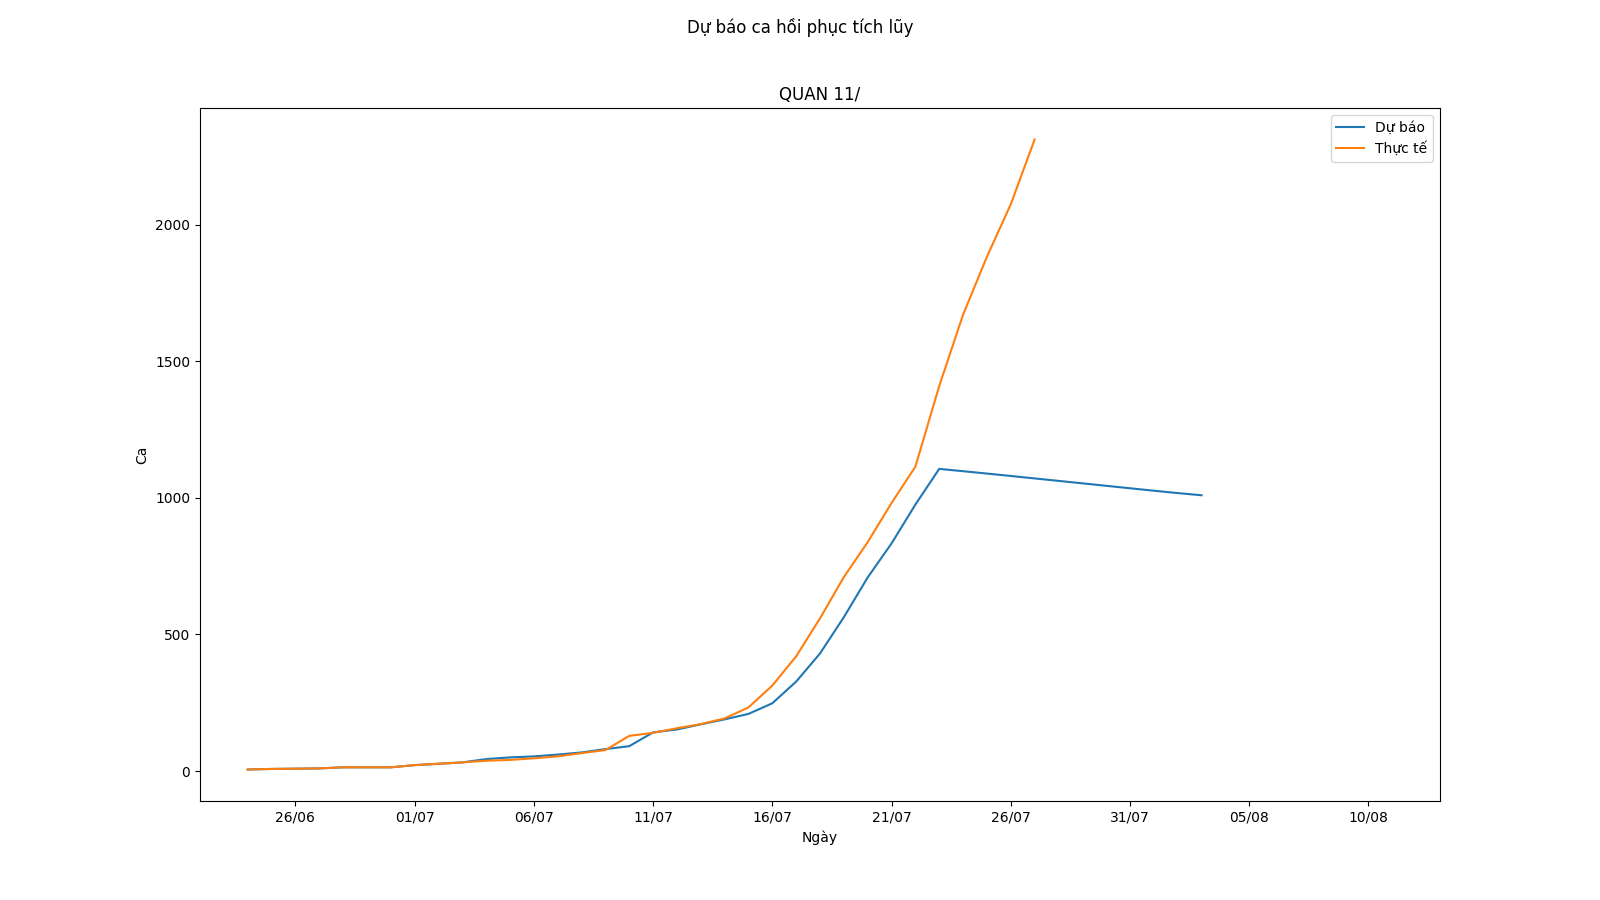 Dự báo ca hồi phục tích lũy
QUAN 11/
Dự báo
Thực tế
Ca
2000
1500
1000
500
0
26/06 01/07 06/07 11/07 16/07 21/07 26/07 31/07 05/08 10/08
Ngày